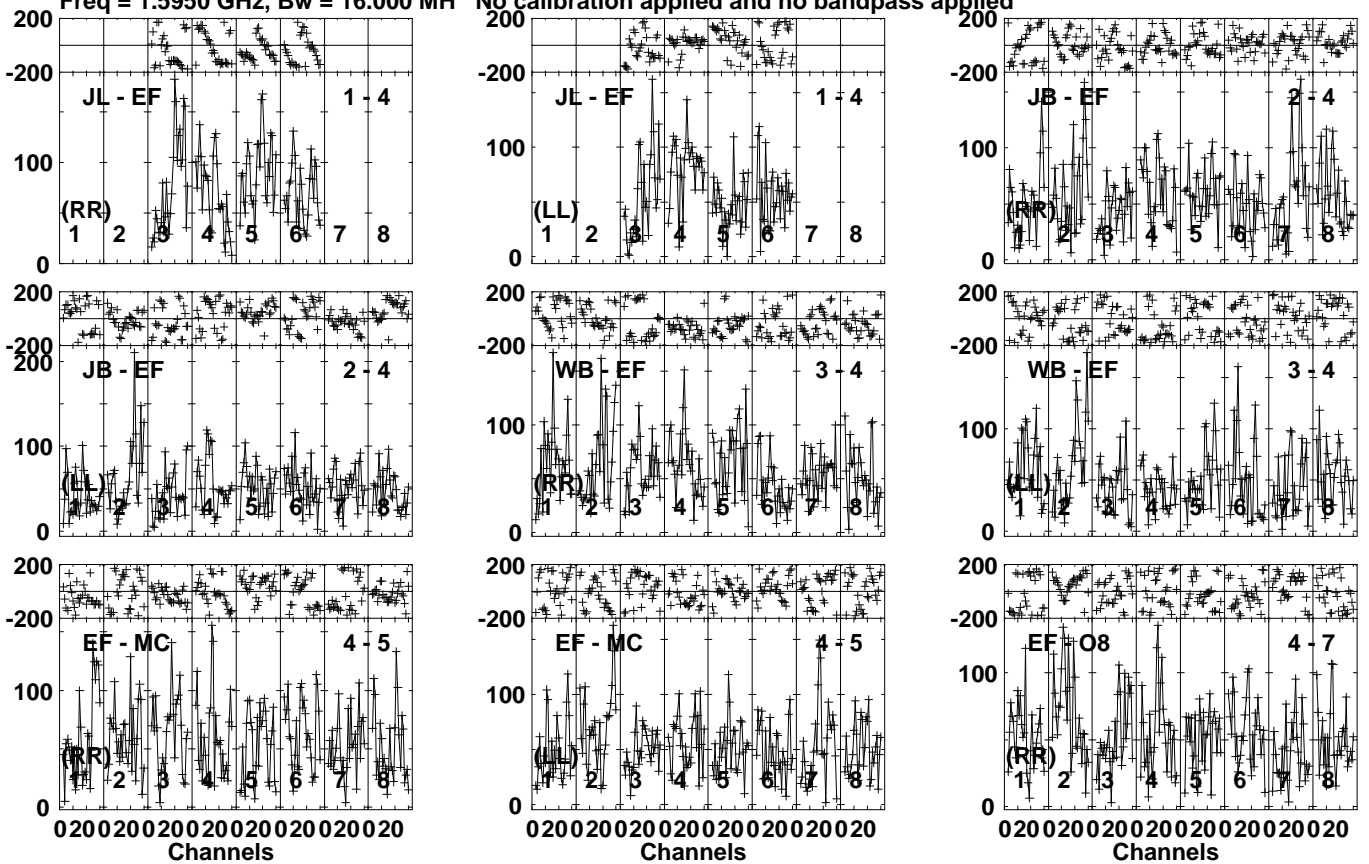 Freq = 1.5950 GHz, Bw = 16.000 MH No calibration applied and no bandpass applied
200
-200
JL - EF 1 - 4
100
(RR)
1 2 3 4 5 6 7 8
0
JL - EF 1 - 4
100
(LL)
1 2 3 4 5 6 7 8
0
200
-200
JB - EF 2 - 4
100
(RR)
1 2 3 4 5 6 7 8
0
200
-200
200
JB - EF 2 - 4
100
(LL)
1 2 3 4 5 6 7 8
0
200
-200
WB - EF 3 - 4
100
(RR)
1 2 3 4 5 6 7 8
0
200
-200
WB - EF 3 - 4
100
(LL)
1 2 3 4 5 6 7 8
0
200
-200
EF - MC 4 - 5
100
(RR)
1 2 3 4 5 6 7 8
0
0 20 0 20 0 20 0 20 0 20 0 20 0 20 0 20
Channels
200
-200
EF - MC 4 - 5
100
(LL)
1 2 3 4 5 6 7 8
0
0 20 0 20 0 20 0 20 0 20 0 20 0 20 0 20
Channels
200
-200
EF - O8 4 - 7
100
(RR)
1 2 3 4 5 6 7 8
0
0 20 0 20 0 20 0 20 0 20 0 20 0 20 0 20
Channels